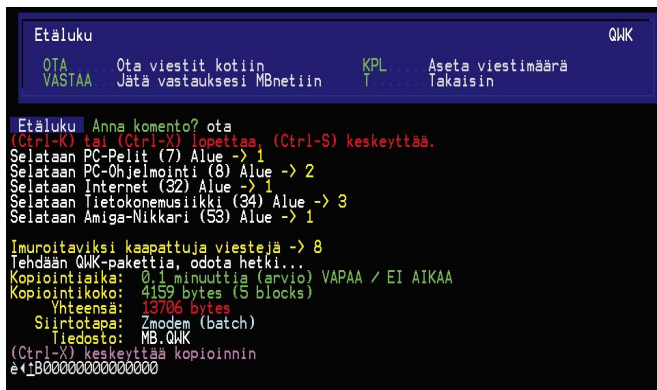 Etäluku QWK
OTA..... Ota viestit kotiin KPL.... Aseta viestimäärä
VASTAA.. Jätä vastauksesi MBnetiin T...... Takaisin
Etäluku Anna komento? ota
(Ctrl-K) tai (Ctrl-X) lopettaa, (Ctrl-S) keskeyttää.
Selataan PC-Pelit (7) Alue -> 1
Selataan PC-Ohjelmointi (8) Alue -> 2
Selataan Internet (32) Alue -> 1
Selataan Tietokonemusiikki (34) Alue -> 3
Selataan Amiga-Nikkari (53) Alue -> 1
Imuroitaviksi kaapattuja viestejä -> 8
Tehdään QWK-pakettia, odota hetki...
Kopiointiaika: 0.1 minuuttia (arvio) VAPAA / EI AIKAA
Kopiointikoko: 4159 bytes (5 blocks)
Yhteensä: 13706 bytes
Siirtotapa: Zmodem (batch)
Tiedosto: MB.QWK
(Ctrl-X) keskeyttää kopioinnin
è◂↨B00000000000000